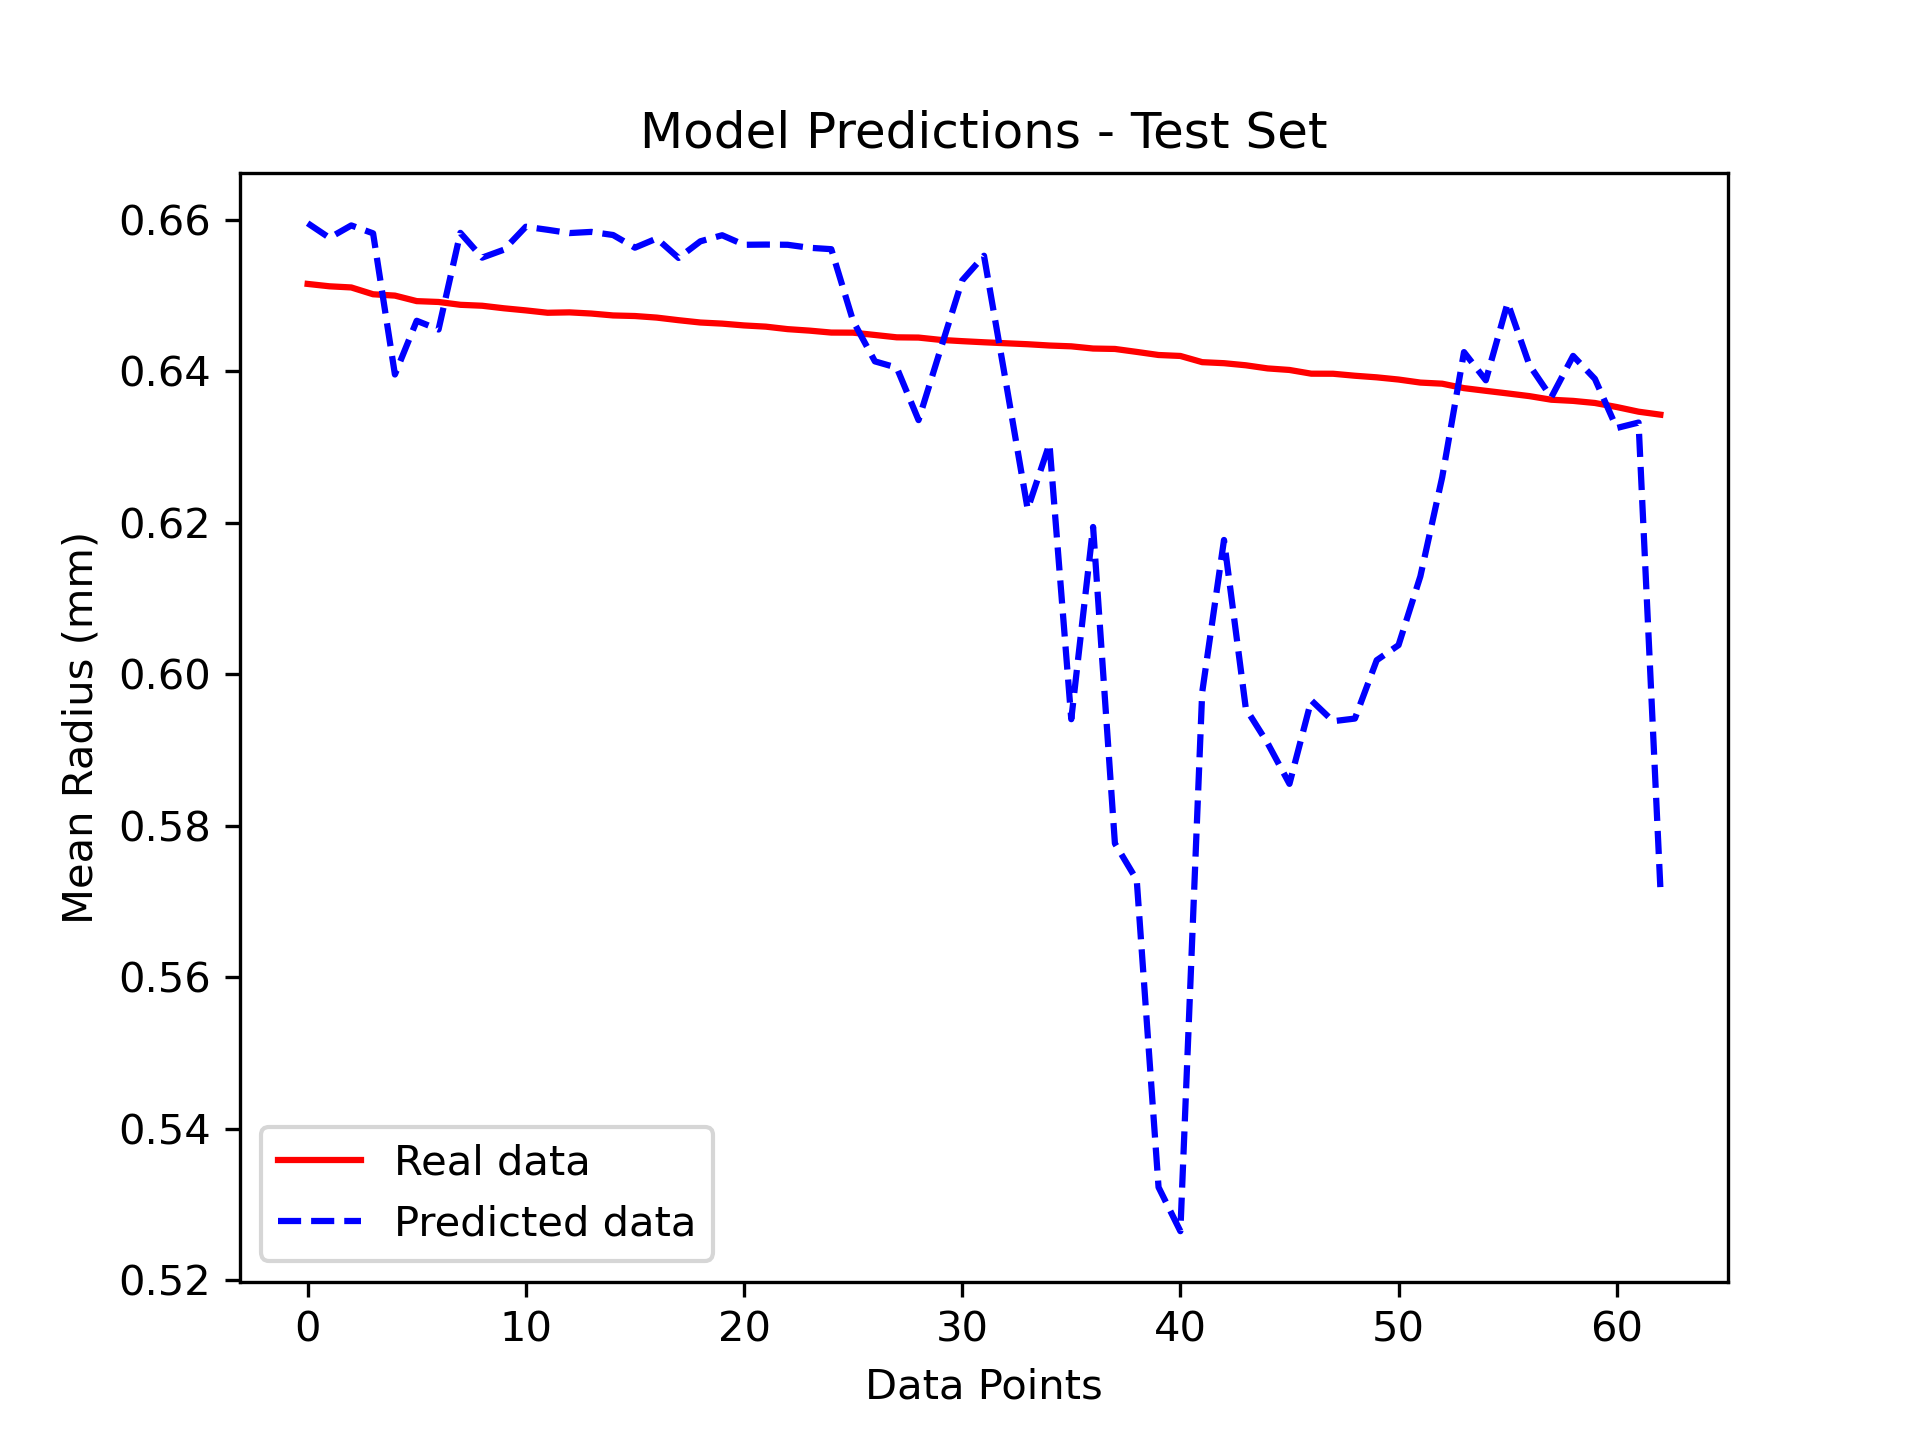 Model Predictions - Test Set
0.66
0.64
0.62
0.60
0.58
0.56
0.54
0.52
Mean Radius (mm)
Real data
Predicted data
0 10 20 30 40 50 60
Data Points